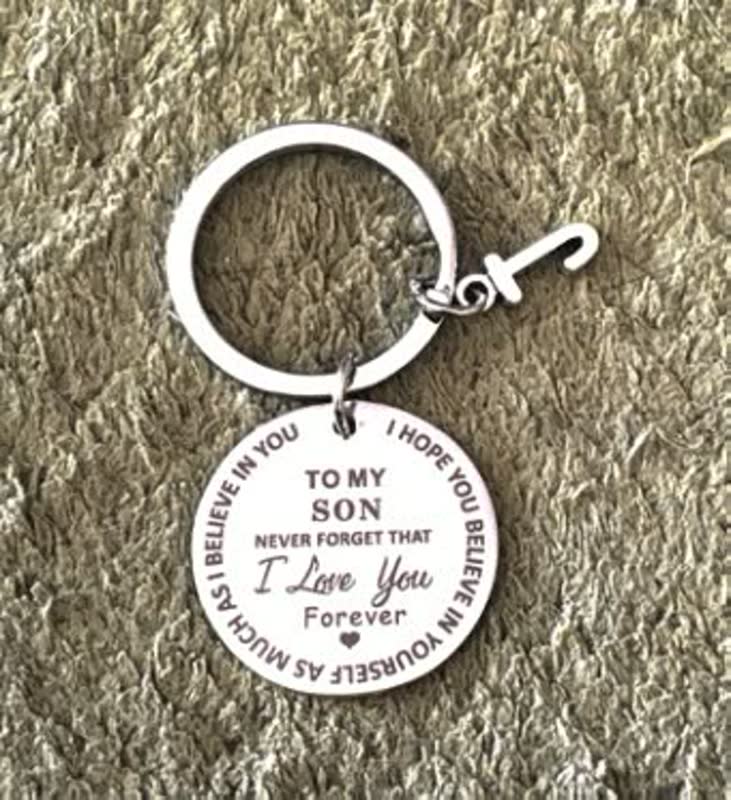 I HOPE YOU BELIEVE IN YOURSELF AS MUCH AS I BELIEVE IN YOU
TO MY
SON
NEVER FORGET THAT
I Love You
Forever
J